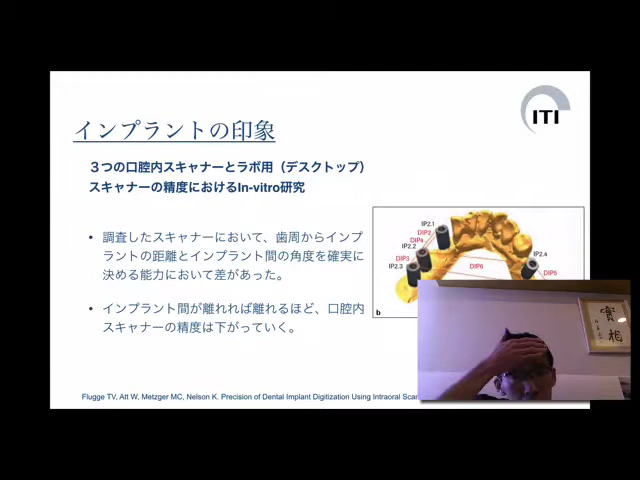 ITI
インプラントの印象
３つの口腔内スキャナーとラボ用（デスクトップ）
スキャナーの精度におけるIn-vitro研究
• 調査したスキャナーにおいて、歯周からインプ
ラントの距離とインプラント間の角度を確実に
決める能力において差があった。
• インプラント間が離れれば離れるほど、口腔内
スキャナーの精度は下がっていく。
IP2.1
DIP2
DIP4
IP2.2
DIP3
IP2.3
IP2.4
DIP6
DIP5
b
Flugge TV, Att W, Metzger MC, Nelson K. Precision of Dental Implant Digitization Using Intraoral